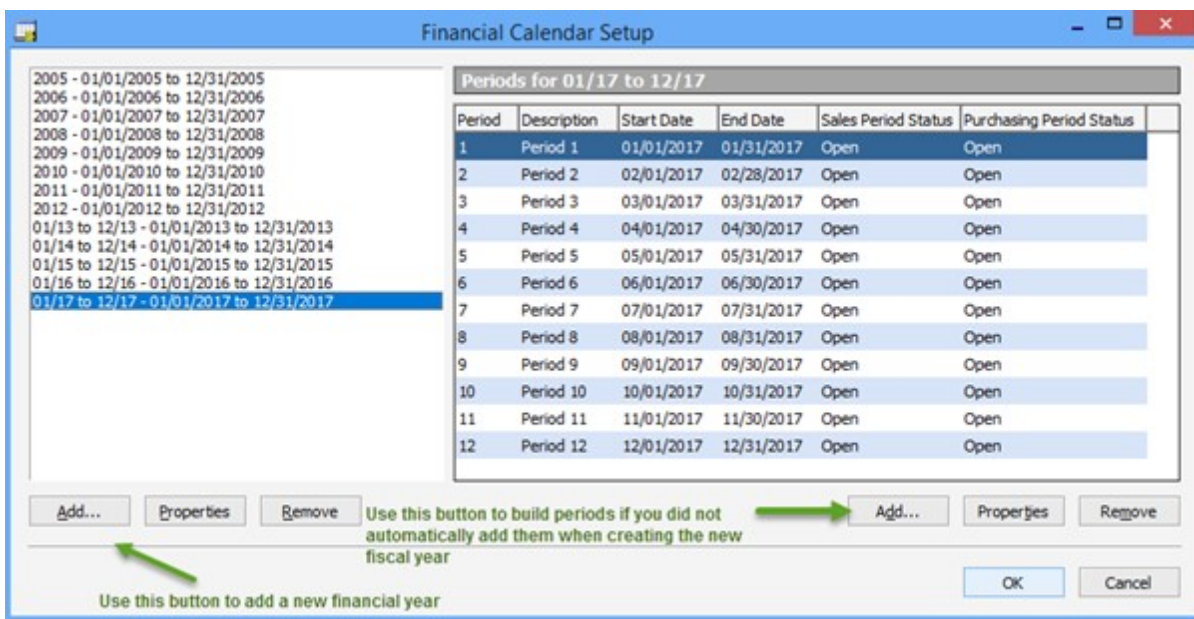 Financial Calendar Setup
2005 - 01/01/2005 to 12/31/2005
2006 - 01/01/2006 to 12/31/2006
2007 - 01/01/2007 to 12/31/2007
2008 - 01/01/2008 to 12/31/2008
2009 - 01/01/2009 to 12/31/2009
2010 - 01/01/2010 to 12/31/2010
2011 - 01/01/2011 to 12/31/2011
2012 - 01/01/2012 to 12/31/2012
01/13 to 12/13 - 01/01/2013 to 12/31/2013
01/14 to 12/14 - 01/01/2014 to 12/31/2014
01/15 to 12/15 - 01/01/2015 to 12/31/2015
01/16 to 12/16 - 01/01/2016 to 12/31/2016
01/17 to 12/17 - 01/01/2017 to 12/31/2017
Periods for 01/17 to 12/17
Period Description Start Date End Date Sales Period Status Purchasing Period Status
1 Period 1 01/01/2017 01/31/2017 Open Open
2 Period 2 02/01/2017 02/28/2017 Open Open
3 Period 3 03/01/2017 03/31/2017 Open Open
4 Period 4 04/01/2017 04/30/2017 Open Open
5 Period 5 05/01/2017 05/31/2017 Open Open
6 Period 6 06/01/2017 06/30/2017 Open Open
7 Period 7 07/01/2017 07/31/2017 Open Open
8 Period 8 08/01/2017 08/31/2017 Open Open
9 Period 9 09/01/2017 09/30/2017 Open Open
10 Period 10 10/01/2017 10/31/2017 Open Open
11 Period 11 11/01/2017 11/30/2017 Open Open
12 Period 12 12/01/2017 12/31/2017 Open Open
Add... Properties Remove
Use this button to build periods if you did not
automatically add them when creating the new
fiscal year
Add... Properties Remove
Use this button to add a new financial year
OK Cancel